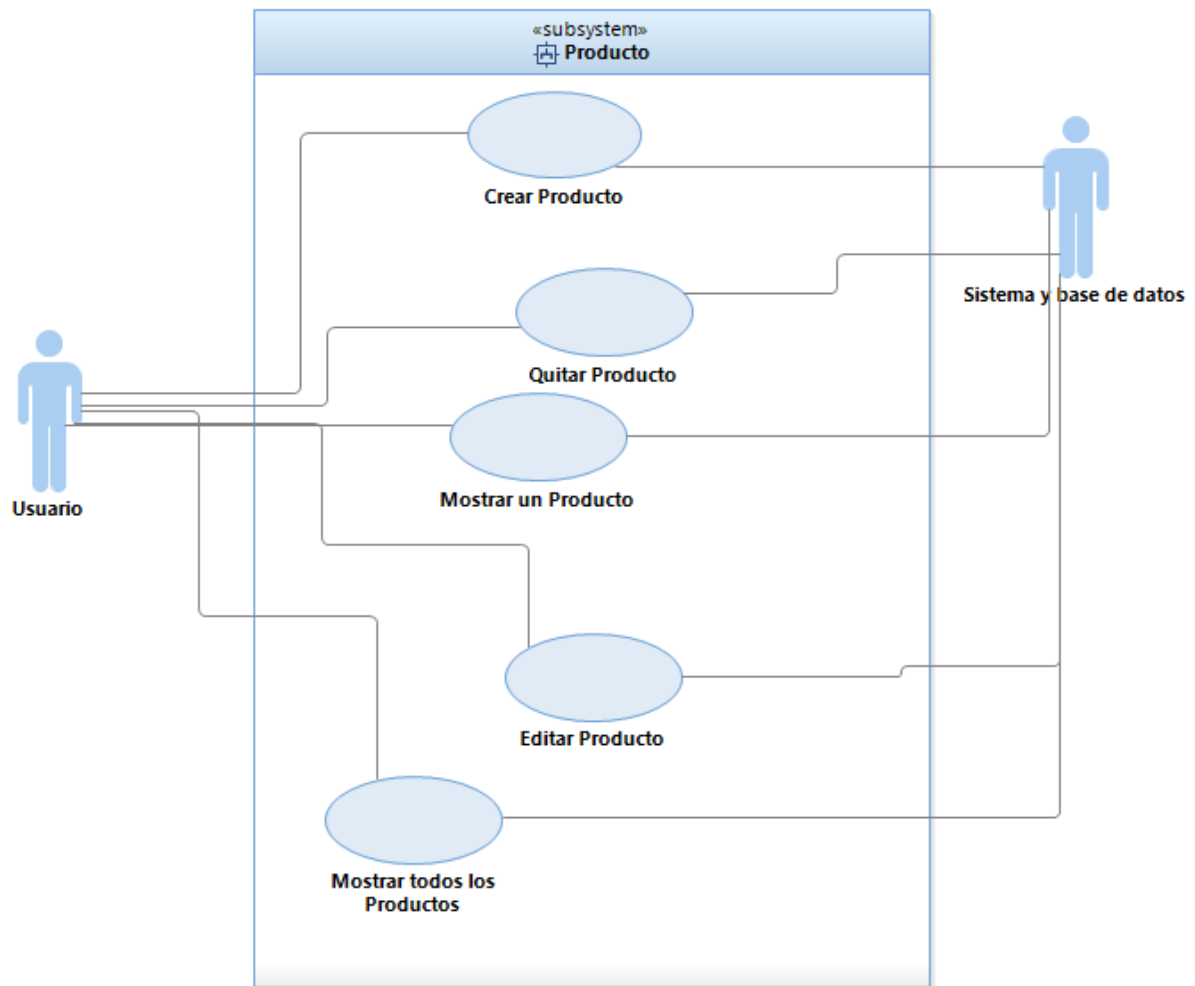 «subsystem»
Producto
Crear Producto
Sistema y base de datos
Quitar Producto
Mostrar un Producto
Usuario
Editar Producto
Mostrar todos los
Productos